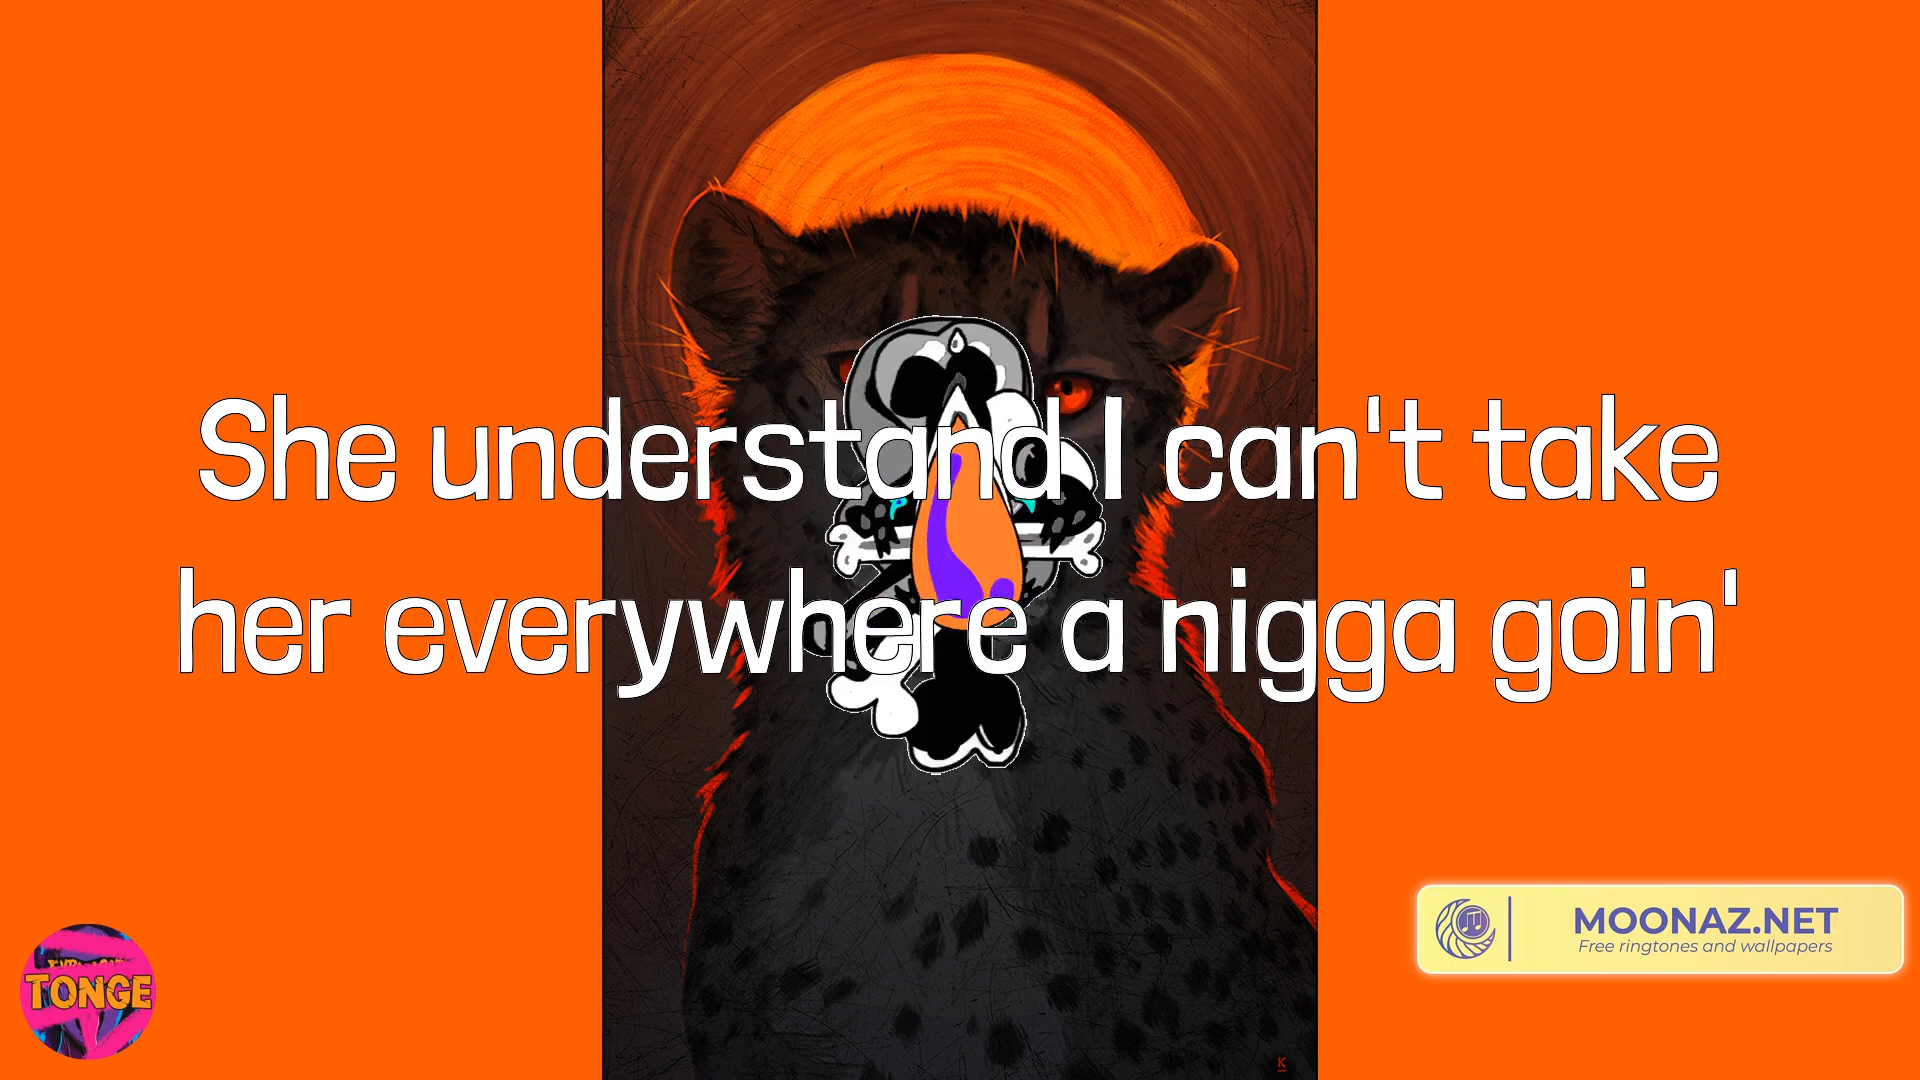 She understand I can't take
her everywhere a nigga goin'
TONGE
MOONAZ.NET
Free ringtones and wallpapers
K